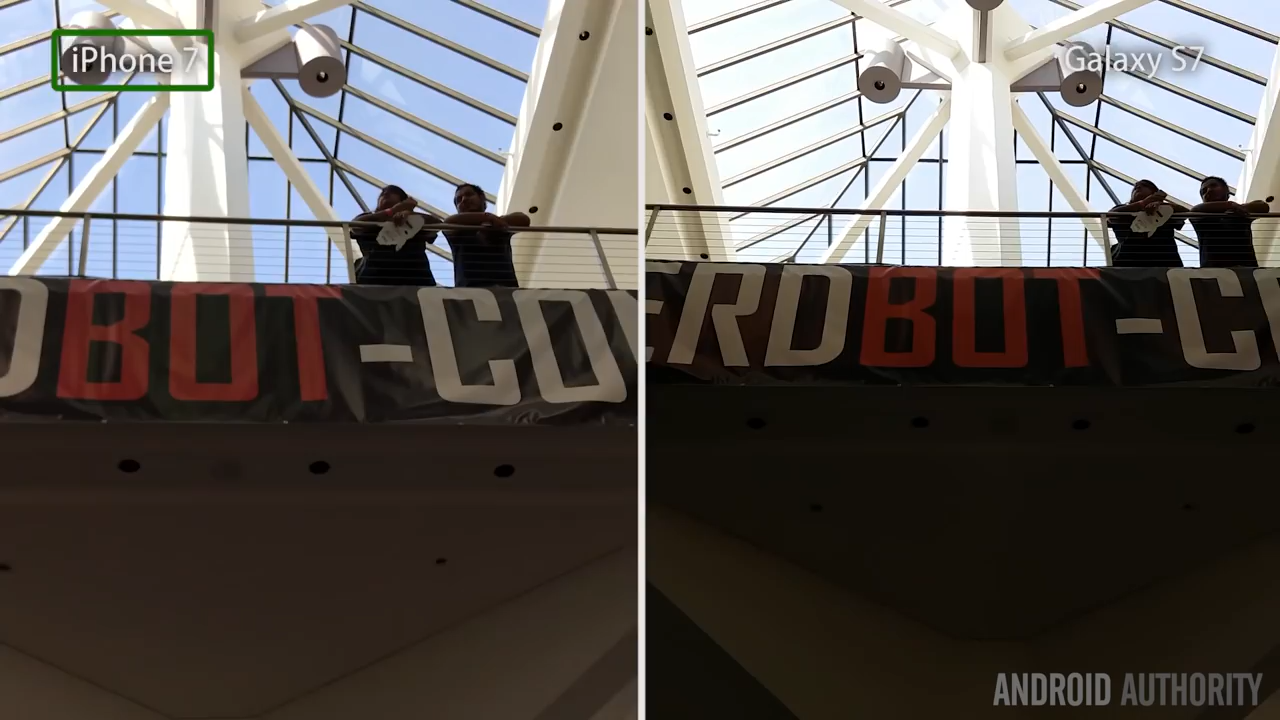 iPhone 7
Galaxy S7
DBOT-CO
ERDBOT-C
ANDROID AUTHORITY